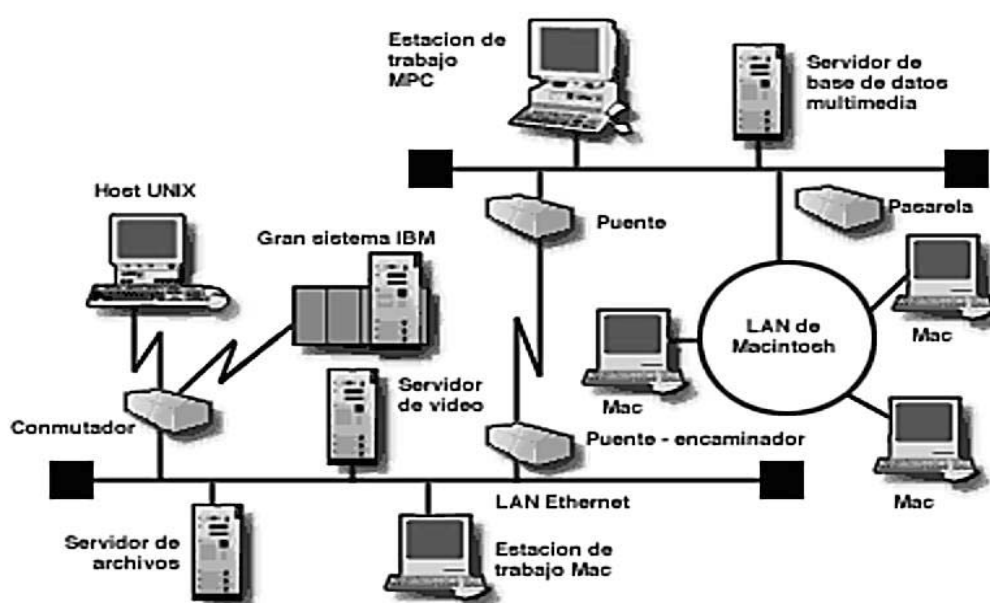 Estacion de
trabajo
MPC
Servidor de
base de datos
multimedia
Host UNIX
Gran sistema IBM
Puente
Pasarela
LAN de
Macintosh
Mac
Mac
Mac
Servidor
de video
Conmutador
Puente - encaminador
LAN Ethernet
Servidor de
archivos
Estacion de
trabajo Mac